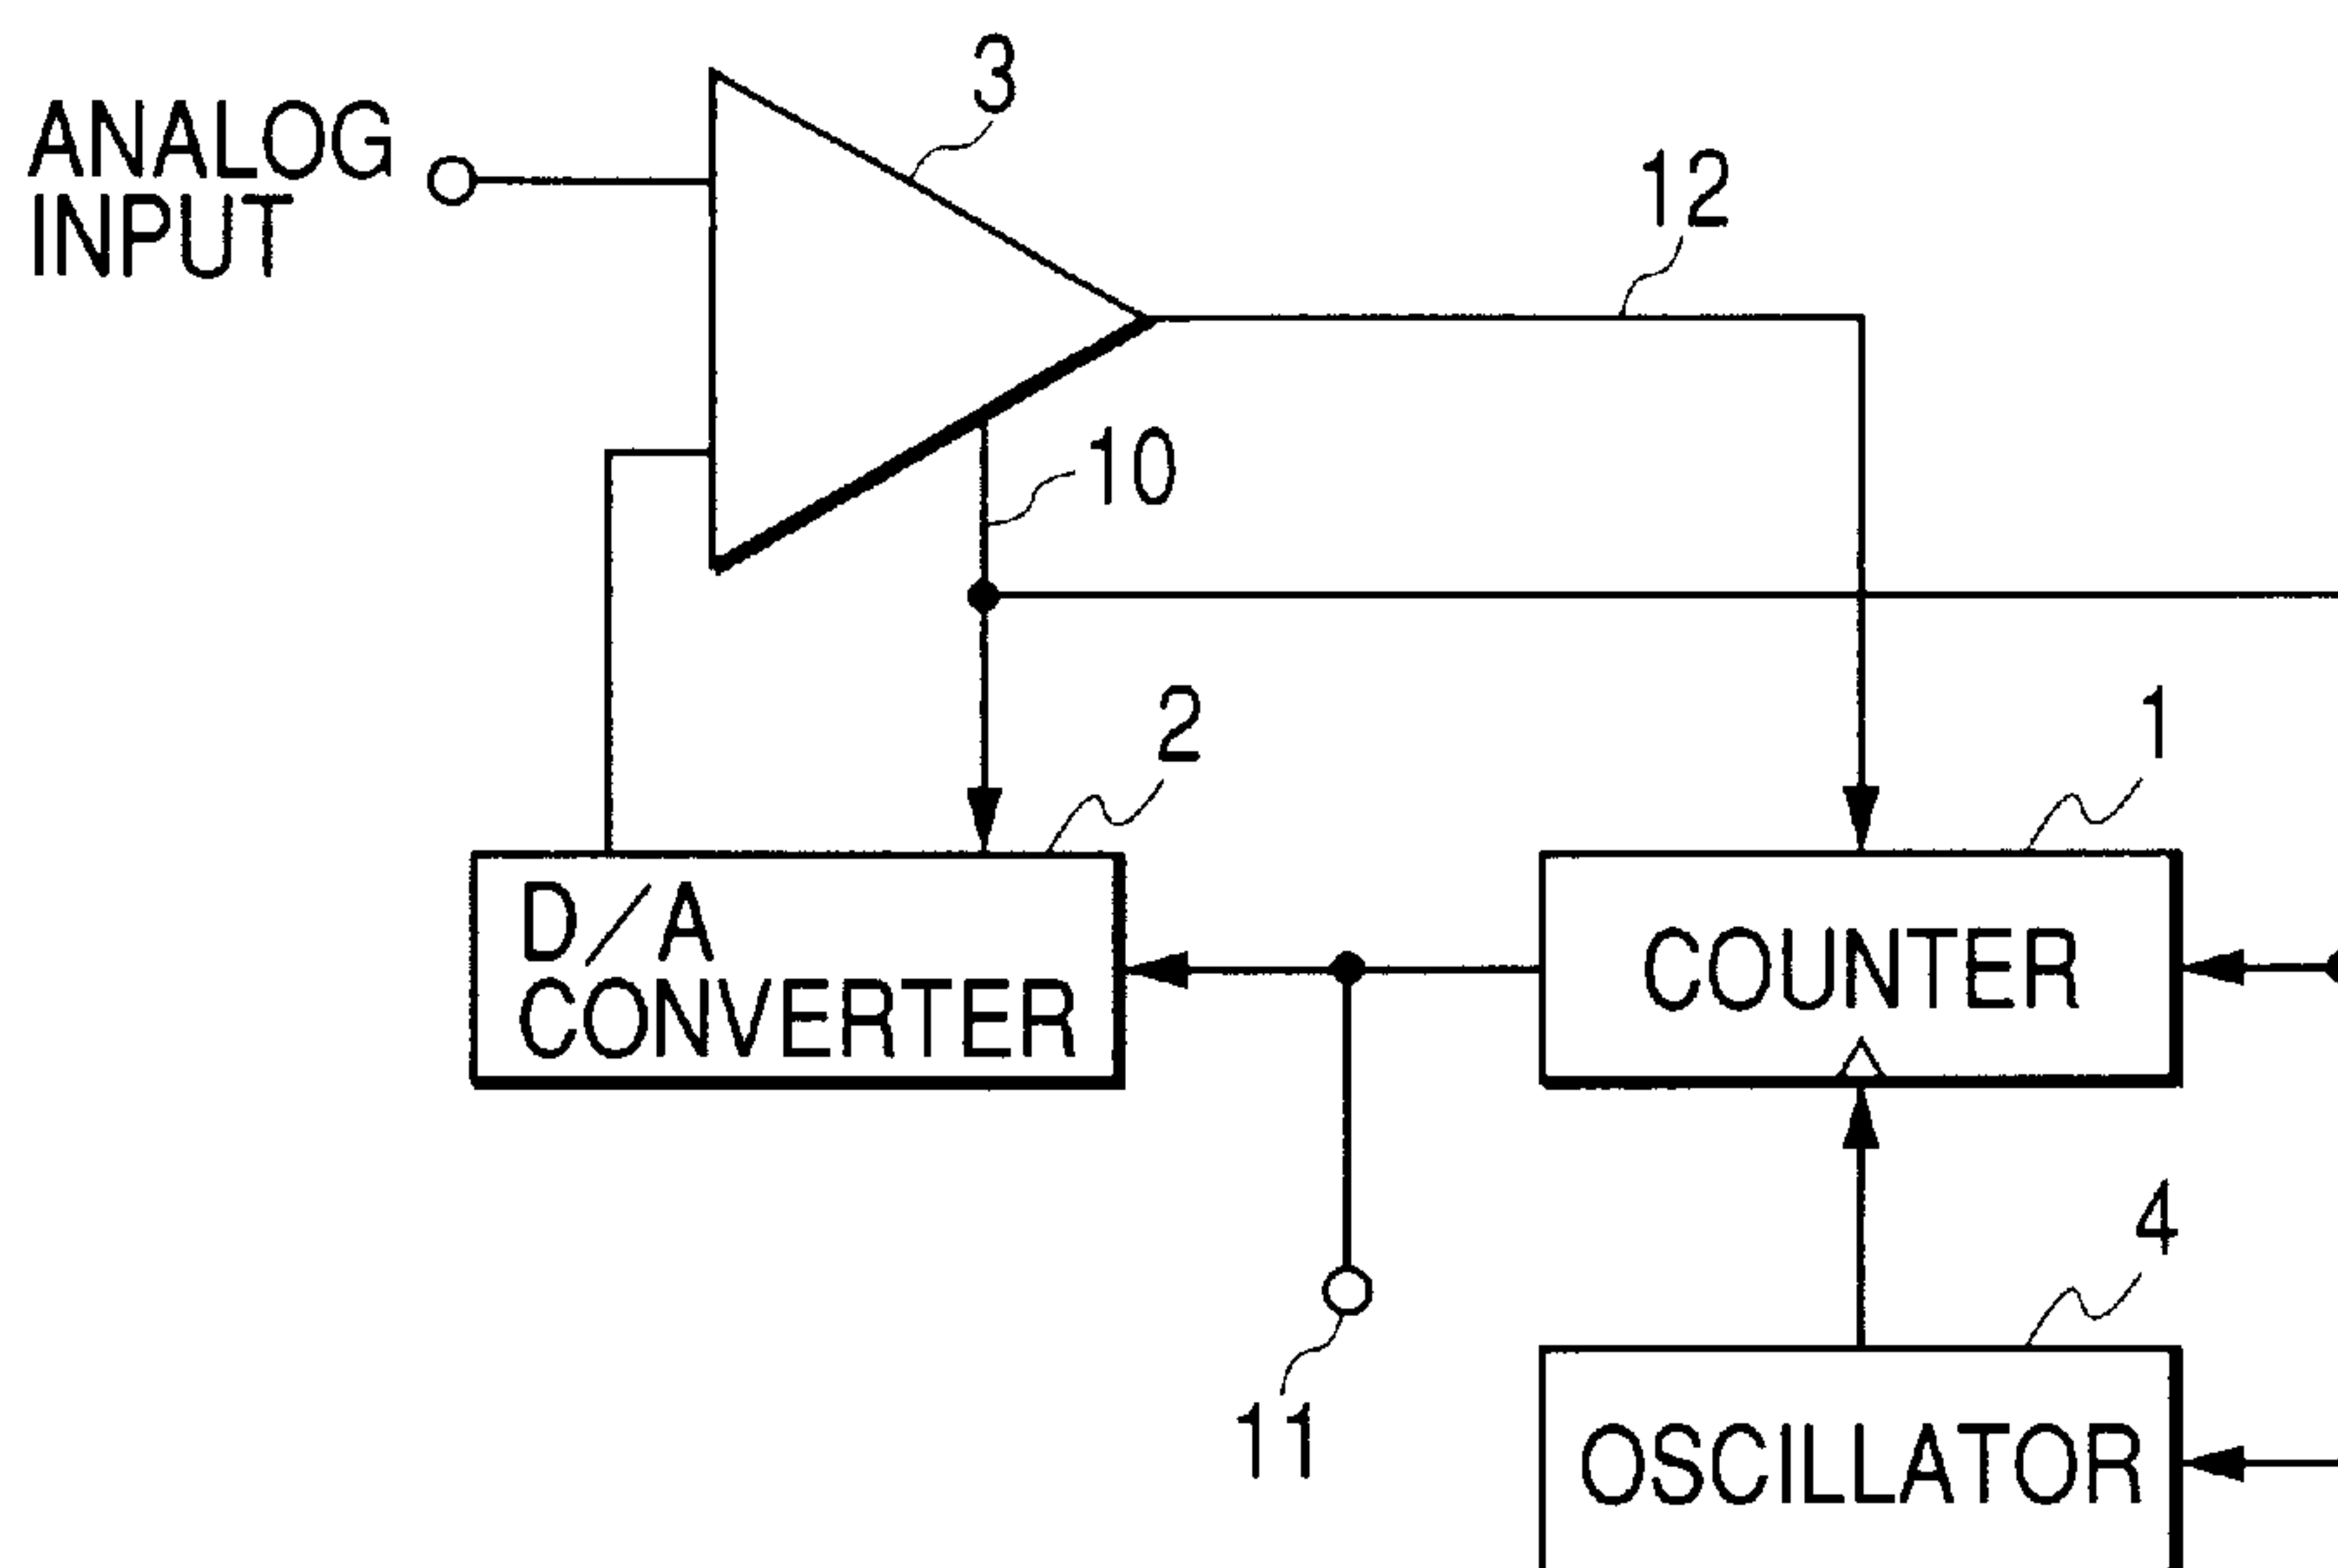 3
ANALOG
INPUT
12
10
2
1
D/A
CONVERTER
COUNTER
4
11
OSCILLATOR